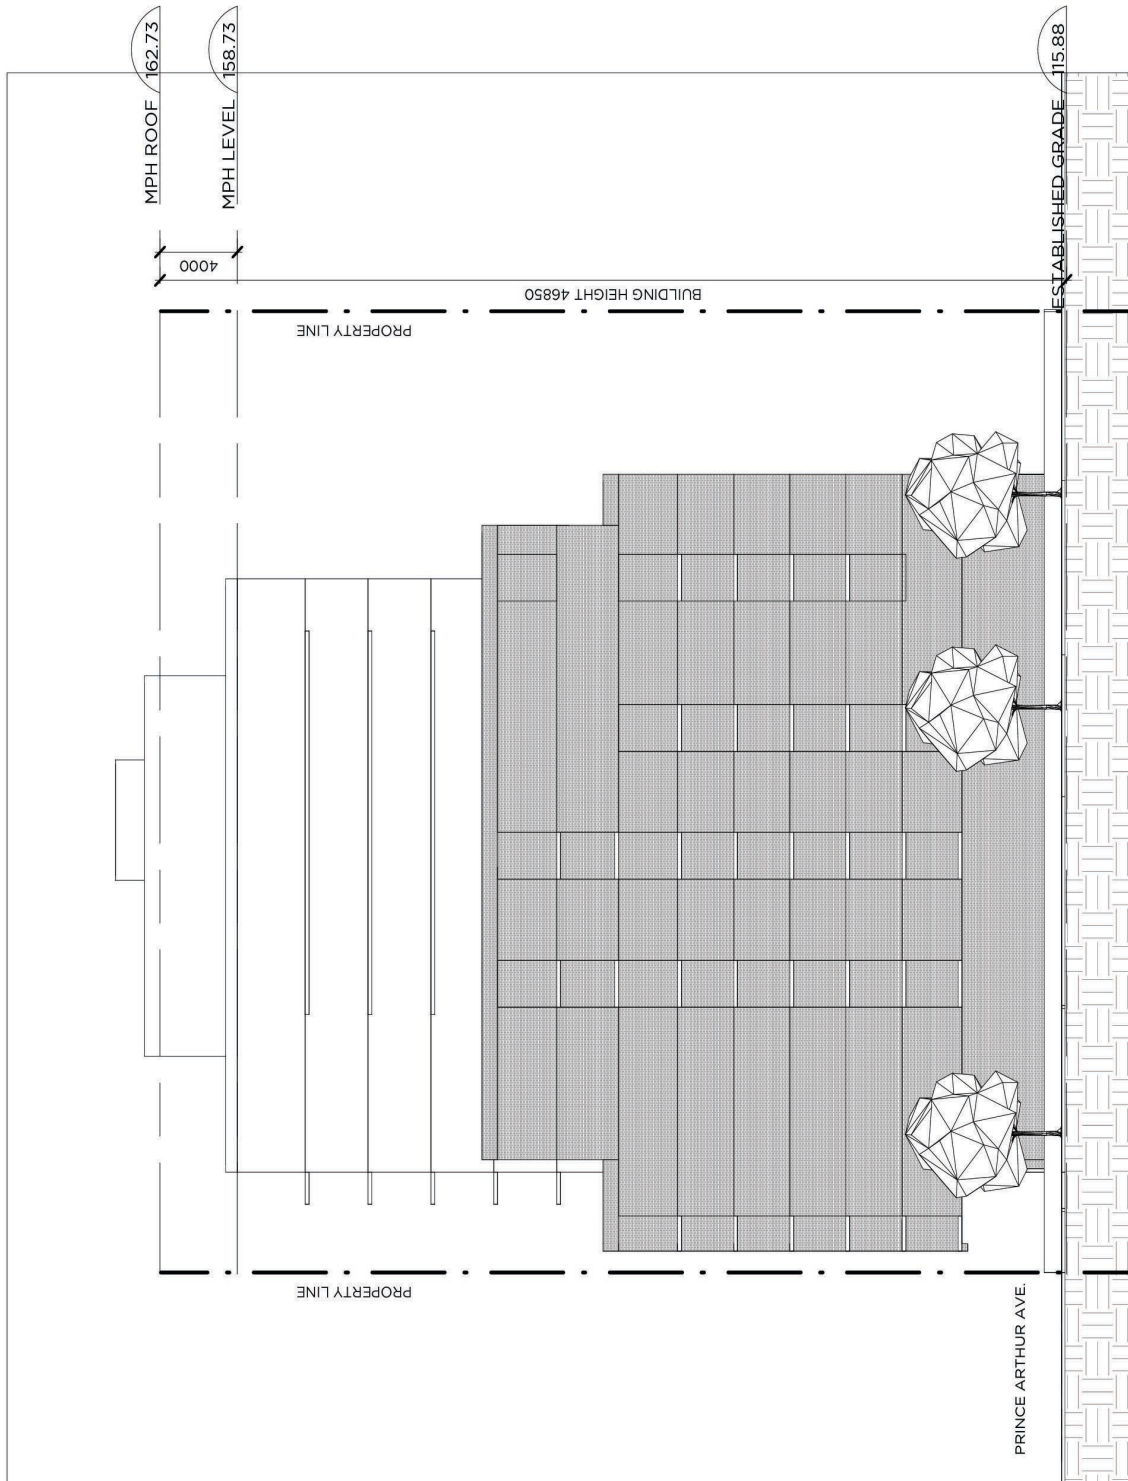 MPH ROOF 162.73
MPH LEVEL 158.73
4000
ESTABLISHED GRADE 115.88
BUILDING HEIGHT 46850
PROPERTY LINE
PROPERTY LINE
PRINCE ARTHUR AVE.